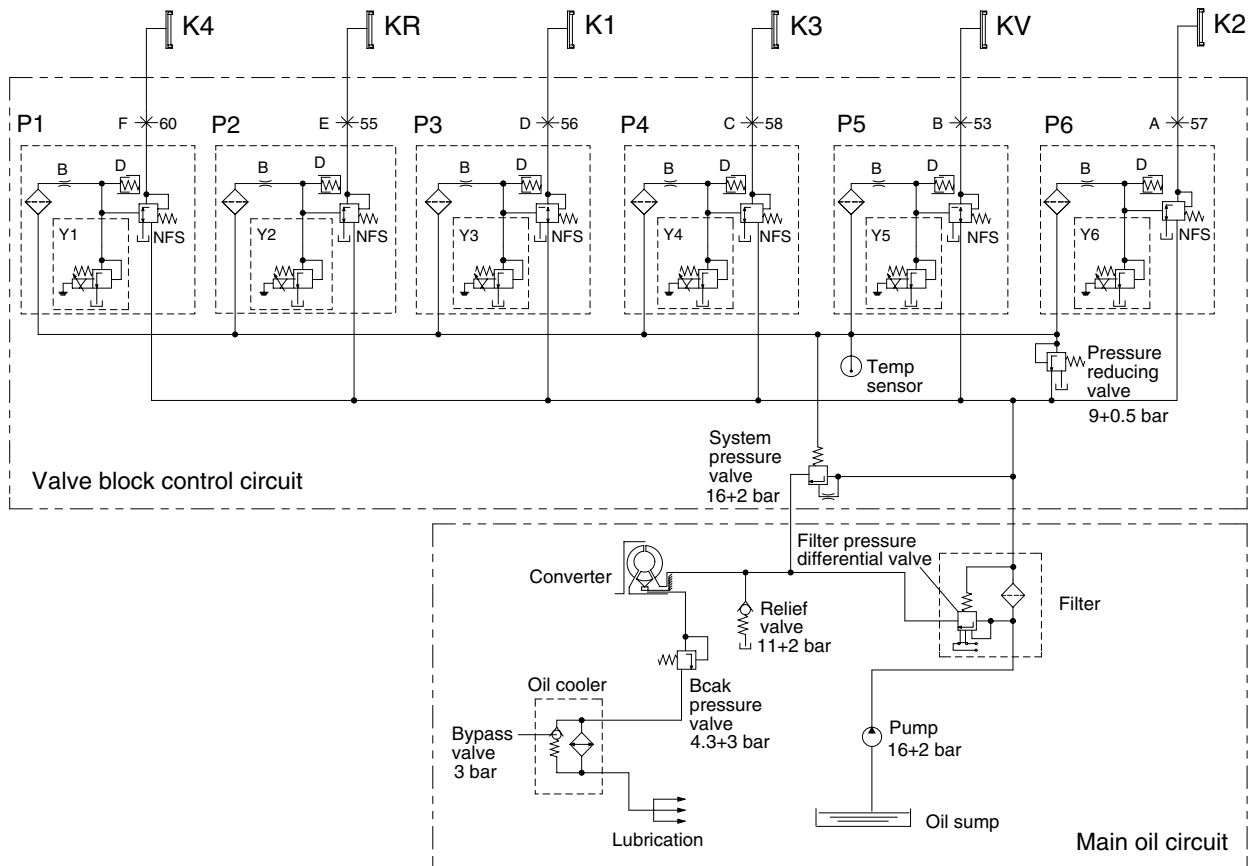 K4 KR K1 K3 KV K2
P1 F 60 P2 E 55 P3 D 56 P4 C 58 P5 B 53 P6 A 57
B D B D B D B D B D B D
Y1 NFS Y2 NFS Y3 NFS Y4 NFS Y5 NFS Y6 NFS
Temp
sensor
Pressure
reducing
valve
9+0.5 bar
System
pressure
valve
16+2 bar
Valve block control circuit
Filter pressure
differential valve
Converter
Relief
valve
11+2 bar
Filter
Oil cooler
Bcak
pressure
valve
4.3+3 bar
Bypass
valve
3 bar
Pump
16+2 bar
Lubrication
Oil sump
Main oil circuit